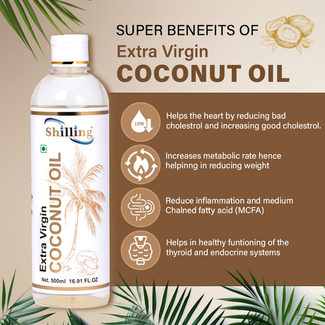 SUPER BENEFITS OF
Extra Virgin
COCONUT OIL
LOW
Helps the heart by reducing bad
cholestrol and increasing good cholestrol.
Increases metabolic rate hence
helpinng in reducing weight
Reduce inflammation and medium
Chalned fatty acid (MCFA)
Helps in healthy funtioning of the
thyroid and endocrine systems
Shilling
Extra Virgin
COCONUT OIL
Net. 500ml 16.91 FL.OZ